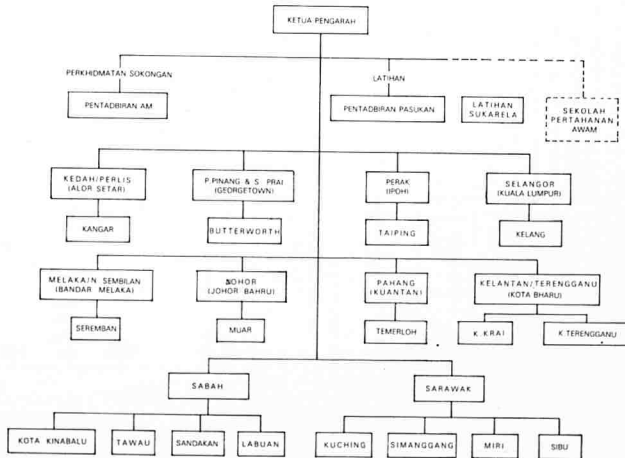 KETUA PENGARAH
PERKHIDMATAN SOKONGAN
LATIHAN
PENTADBIRAN AM
PENTADBIRAN PASUKAN
LATIHAN
SUKARELA
SEKOLAH
PERTAHANAN
AWAM
KEDAH/PERLIS
(ALOR SETAR)
P.PINANG & S. PRAI
(GEORGETOWN)
PERAK
(IPOH)
SELANGOR
(KUALA LUMPUR)
KANGAR
BUTTERWORTH
TAIPING
KELANG
MELAKA/N SEMBILAN
(BANDAR MELAKA)
JOHOR
(JOHOR BAHRU)
PAHANG
(KUANTAN)
KELANTAN/TERENGGANU
(KOTA BHARU)
SEREMBAN
MUAR
TEMERLOH
K. KRAI
K TERENGGANU
SABAH
SARAWAK
KOTA KINABALU
TAWAU
SANDAKAN
LABUAN
KUCHING
SIMANGGANG
MIRI
SIBU